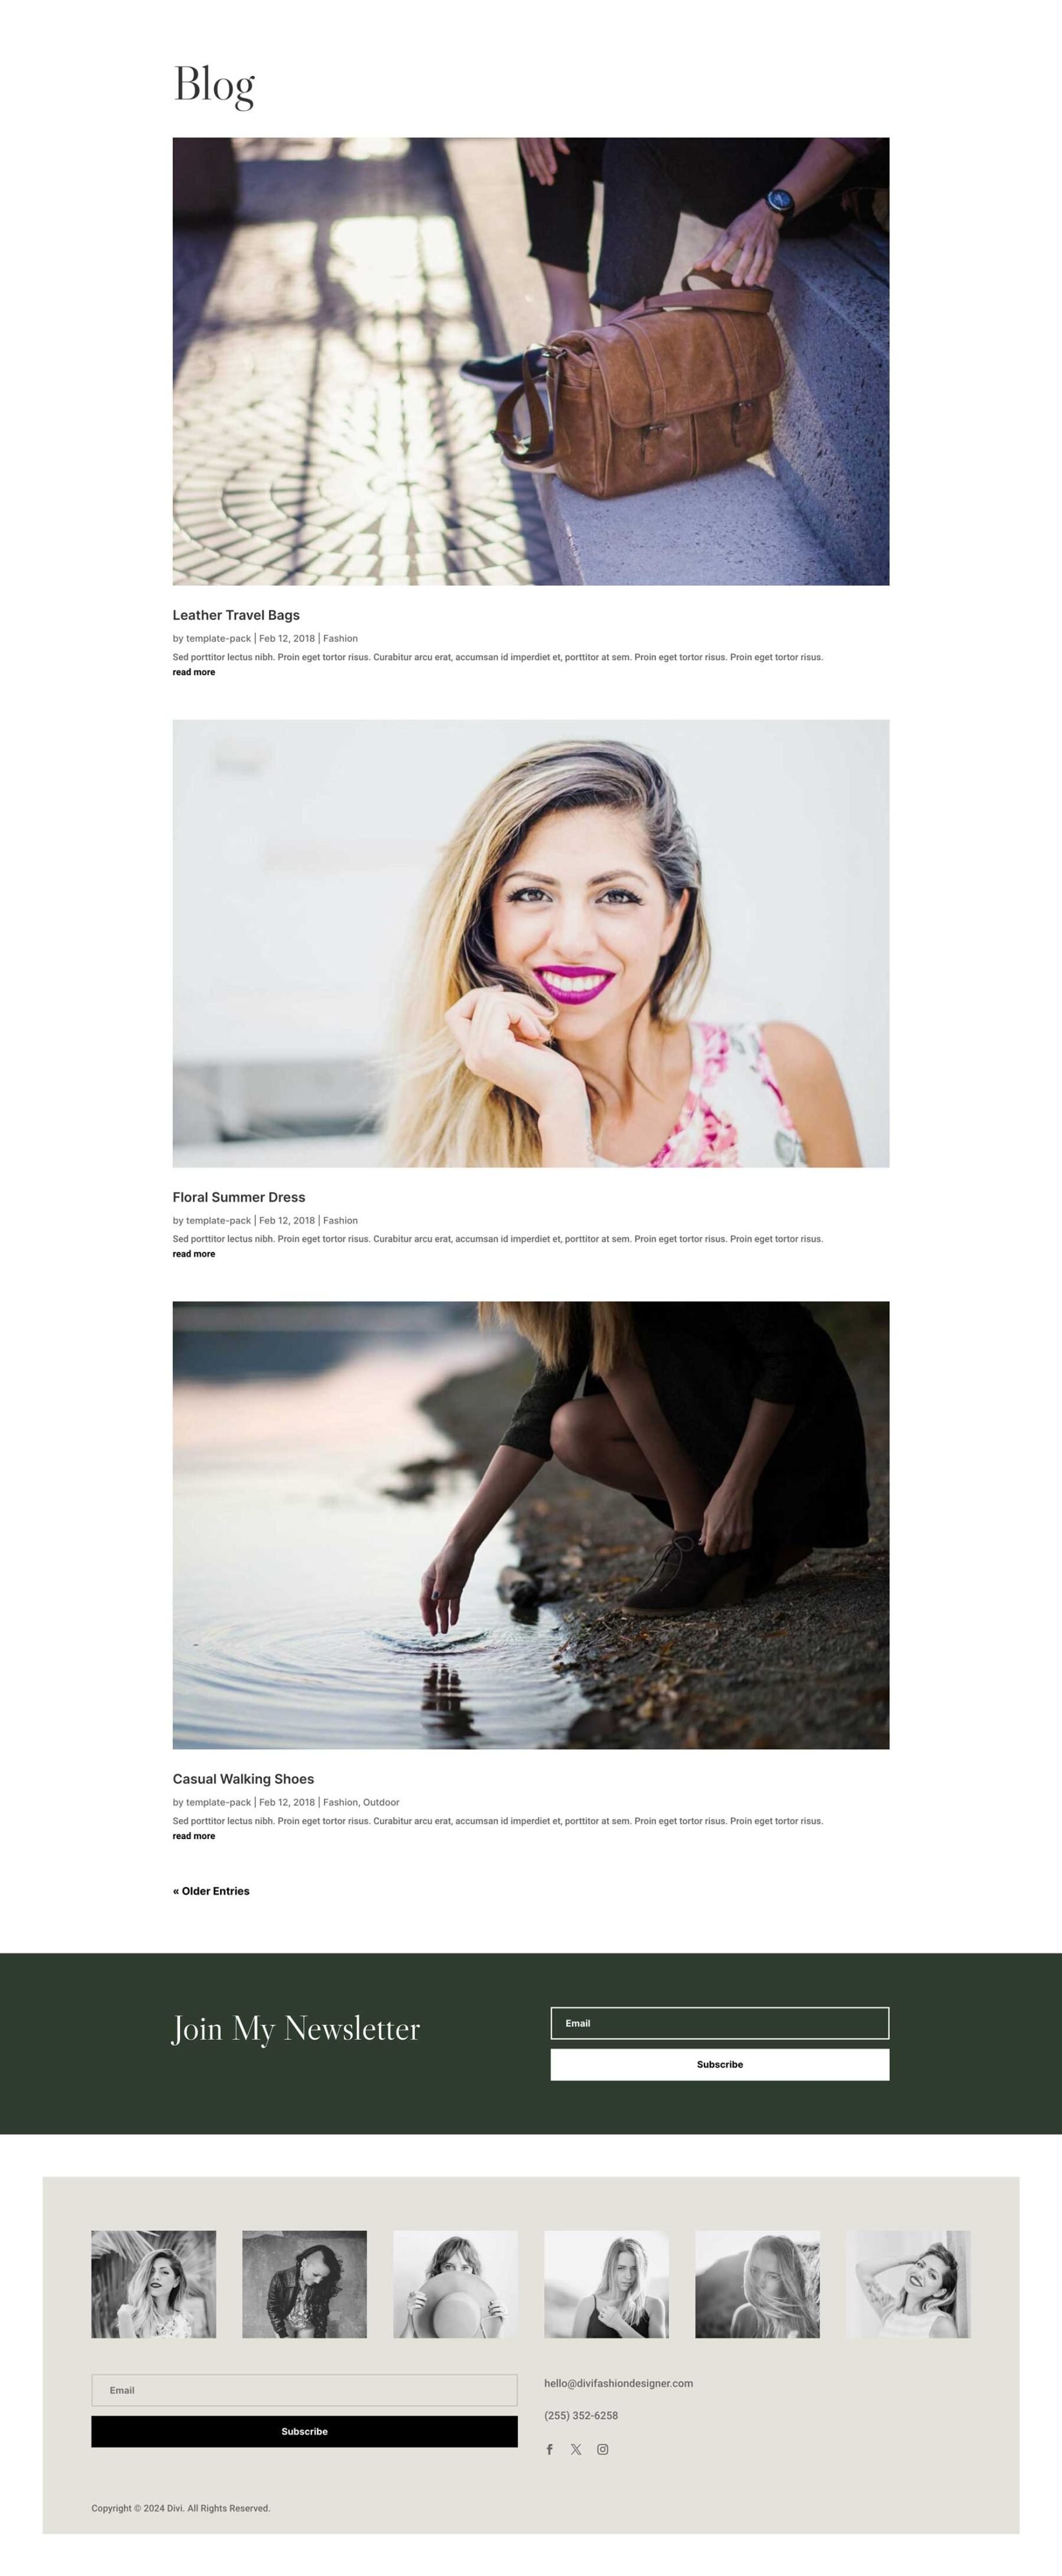 Blog
Leather Travel Bags
by template-pack | Feb 12, 2018 | Fashion
Sed porttitor lectus nibh. Proin eget tortor risus. Curabitur arcu erat, accumsan id imperdiet et, porttitor at sem. Proin eget tortor risus. Proin eget tortor risus.
read more
Floral Summer Dress
by template-pack | Feb 12, 2018 | Fashion
Sed porttitor lectus nibh. Proin eget tortor risus. Curabitur arcu erat, accumsan id imperdiet et, porttitor at sem. Proin eget tortor risus. Proin eget tortor risus.
read more
Casual Walking Shoes
by template-pack | Feb 12, 2018 | Fashion, Outdoor
Sed porttitor lectus nibh. Proin eget tortor risus. Curabitur arcu erat, accumsan id imperdiet et, porttitor at sem. Proin eget tortor risus. Proin eget tortor risus.
read more
« Older Entries
Join My Newsletter
Email
Subscribe
Email
Subscribe
hello@divifashiondesigner.com
(255) 352-6258
Copyright © 2024 Divi. All Rights Reserved.